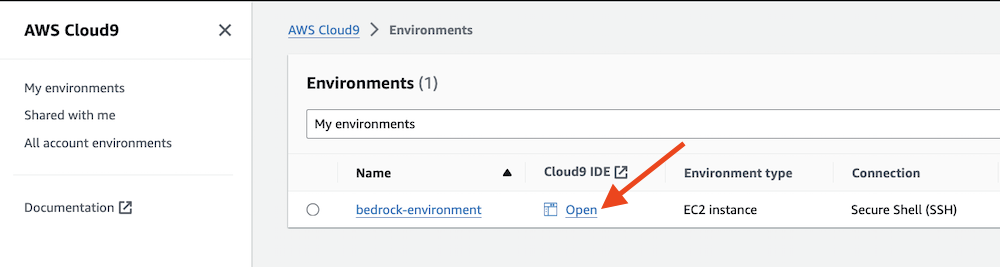 AWS Cloud9
My environments
Shared with me
All account environments
Documentation
AWS Cloud9 > Environments
Environments (1)
My environments
Name Cloud9 IDE Environment type Connection
bedrock-environment Open EC2 instance Secure Shell (SSH)